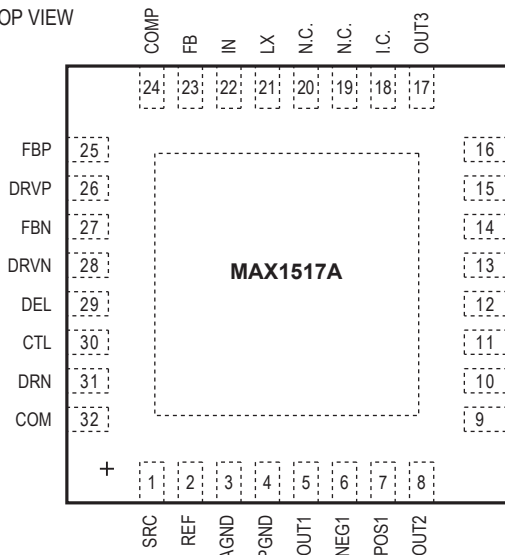 OP VIEW
COMP FB IN LX N.C. N.C. I.C. OUT3
24 23 22 21 20 19 18 17
FBP 25 16
DRVP 26 15
FBN 27 14
DRVN 28 13
MAX1517A
DEL 29 12
CTL 30 11
DRN 31 10
COM 32 9
+
1 2 3 4 5 6 7 8
SRC REF AGND PGND OUT1 NEG1 POS1 OUT2